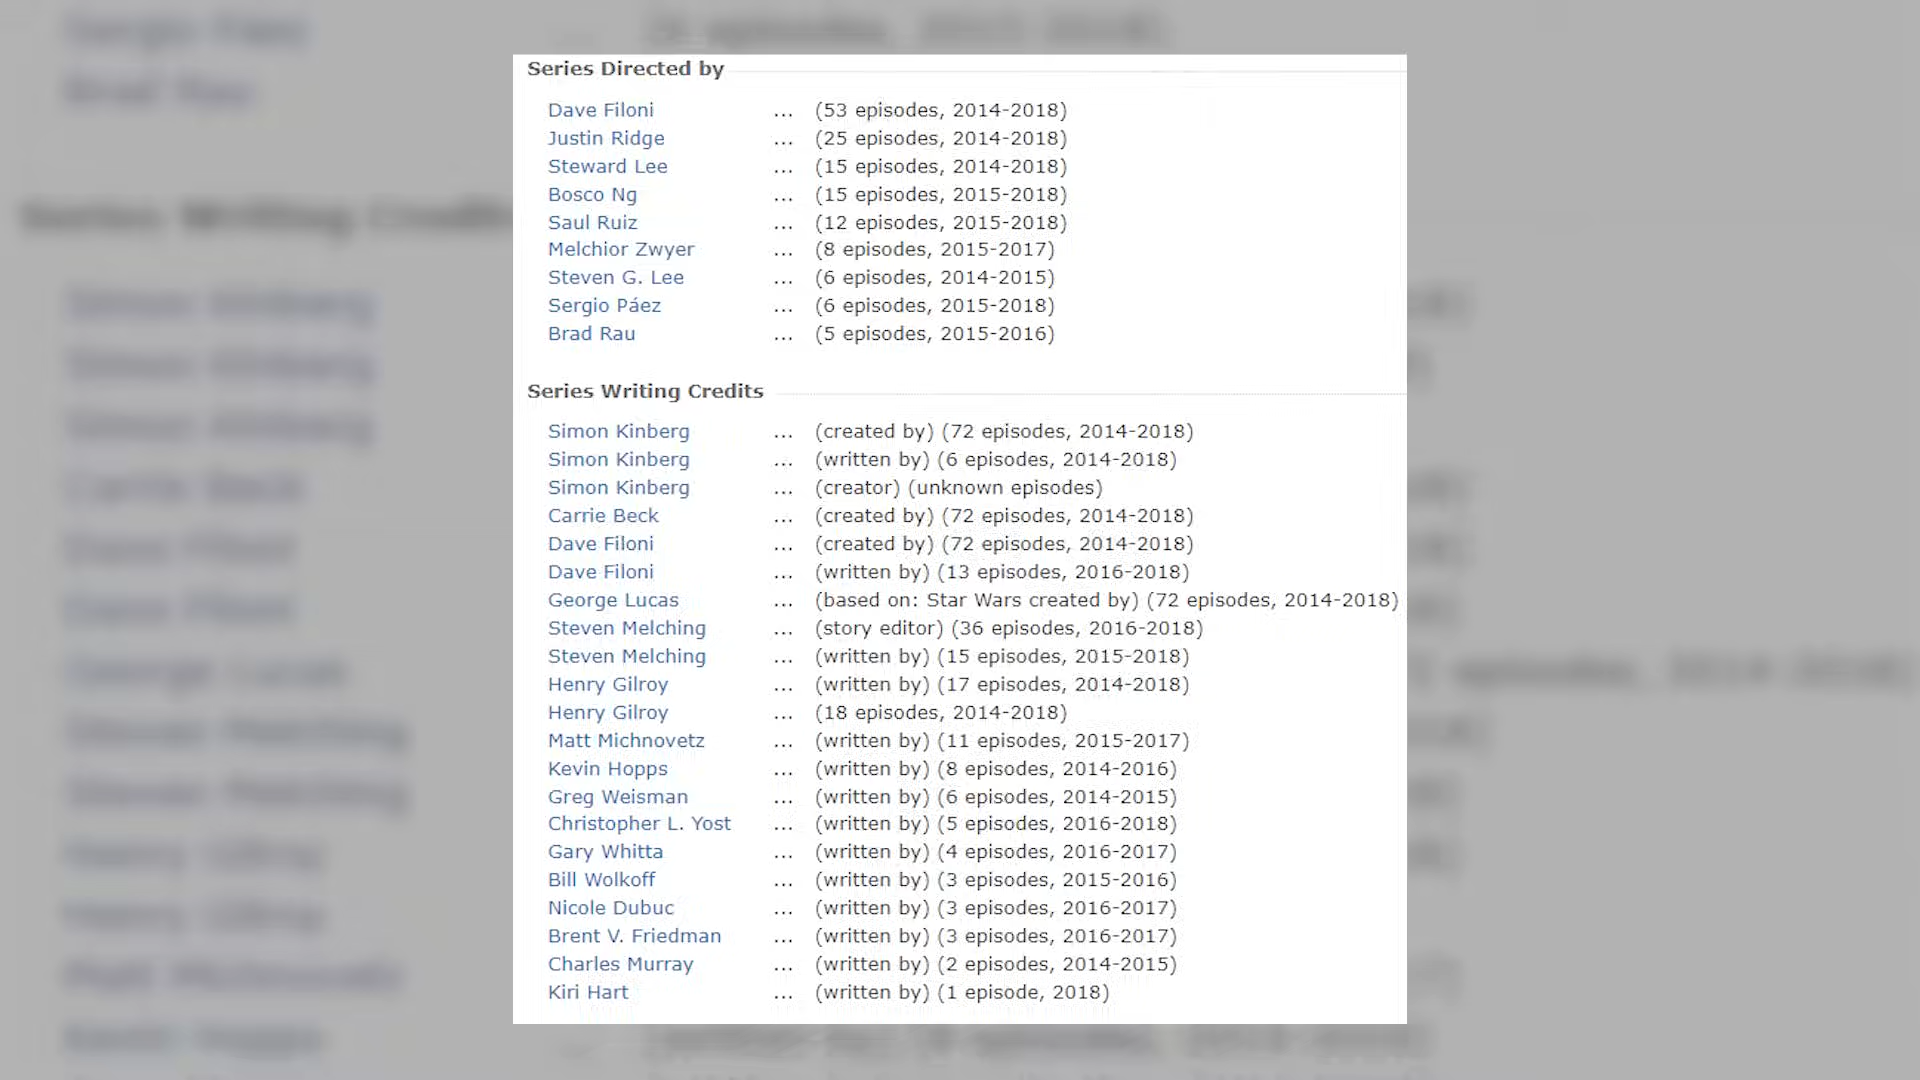 Series Directed by
Dave Filoni ... (53 episodes, 2014-2018)
Justin Ridge ... (25 episodes, 2014-2018)
Steward Lee ... (15 episodes, 2014-2018)
Bosco Ng ... (15 episodes, 2015-2018)
Saul Ruiz ... (12 episodes, 2015-2018)
Melchior Zwyer ... (8 episodes, 2015-2017)
Steven G. Lee ... (6 episodes, 2014-2015)
Sergio Páez ... (6 episodes, 2015-2018)
Brad Rau ... (5 episodes, 2015-2016)
Series Writing Credits
Simon Kinberg ... (created by) (72 episodes, 2014-2018)
Simon Kinberg ... (written by) (6 episodes, 2014-2018)
Simon Kinberg ... (creator) (unknown episodes)
Carrie Beck ... (created by) (72 episodes, 2014-2018)
Dave Filoni ... (created by) (72 episodes, 2014-2018)
Dave Filoni ... (written by) (13 episodes, 2016-2018)
George Lucas ... (based on: Star Wars created by) (72 episodes, 2014-2018)
Steven Melching ... (story editor) (36 episodes, 2016-2018)
Steven Melching ... (written by) (15 episodes, 2015-2018)
Henry Gilroy ... (written by) (17 episodes, 2014-2018)
Henry Gilroy ... (18 episodes, 2014-2018)
Matt Michnovetz ... (written by) (11 episodes, 2015-2017)
Kevin Hopps ... (written by) (8 episodes, 2014-2016)
Greg Weisman ... (written by) (6 episodes, 2014-2015)
Christopher L. Yost ... (written by) (5 episodes, 2016-2018)
Gary Whitta ... (written by) (4 episodes, 2016-2017)
Bill Wolkoff ... (written by) (3 episodes, 2015-2016)
Nicole Dubuc ... (written by) (3 episodes, 2016-2017)
Brent V. Friedman ... (written by) (3 episodes, 2016-2017)
Charles Murray ... (written by) (2 episodes, 2014-2015)
Kiri Hart ... (written by) (1 episode, 2018)